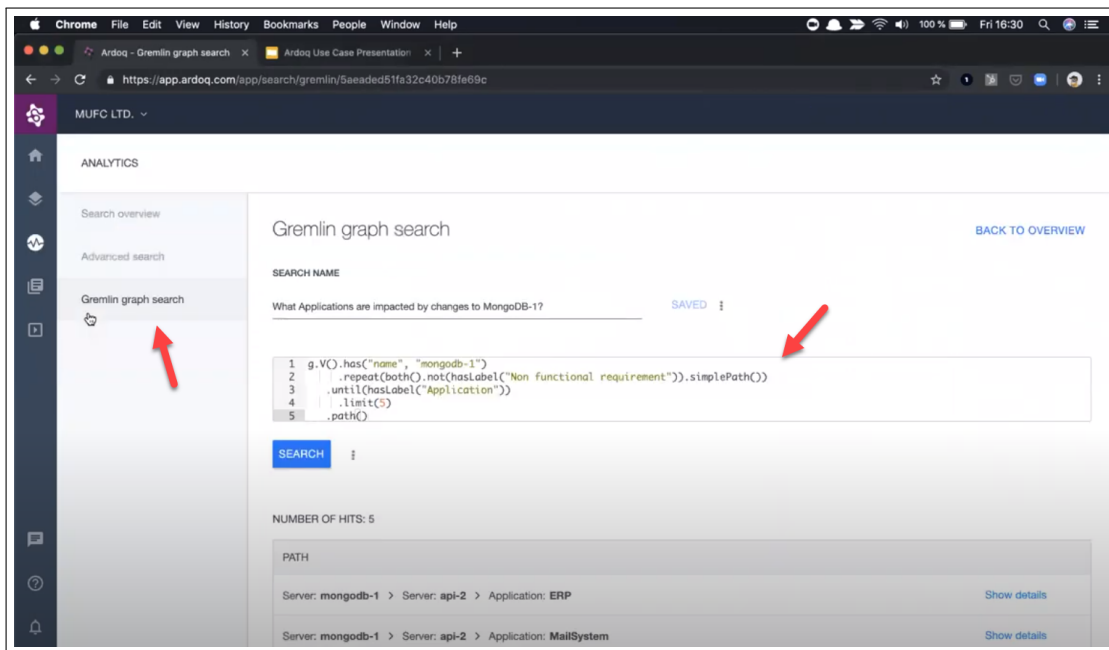 Chrome File Edit View History Bookmarks People Window Help 100 % Fri 16:30
Ardoq - Gremlin graph search × Ardoq Use Case Presentation × +
https://app.ardoq.com/app/search/gremlin/5aeaded51fa32c40b78fe69c
MUFC LTD.
ANALYTICS
Search overview
Advanced search
Gremlin graph search
Gremlin graph search
BACK TO OVERVIEW
SEARCH NAME
What Applications are impacted by changes to MongoDB-1?
SAVED
1 g.V().has("name", "mongodb-1")
2 .repeat(both().not(hasLabel("Non functional requirement")).simplePath())
3 .until(hasLabel("Application"))
4 .limit(5)
5 .path()
SEARCH
NUMBER OF HITS: 5
PATH
Server: mongodb-1 > Server: api-2 > Application: ERP Show details
Server: mongodb-1 > Server: api-2 > Application: MailSystem Show details